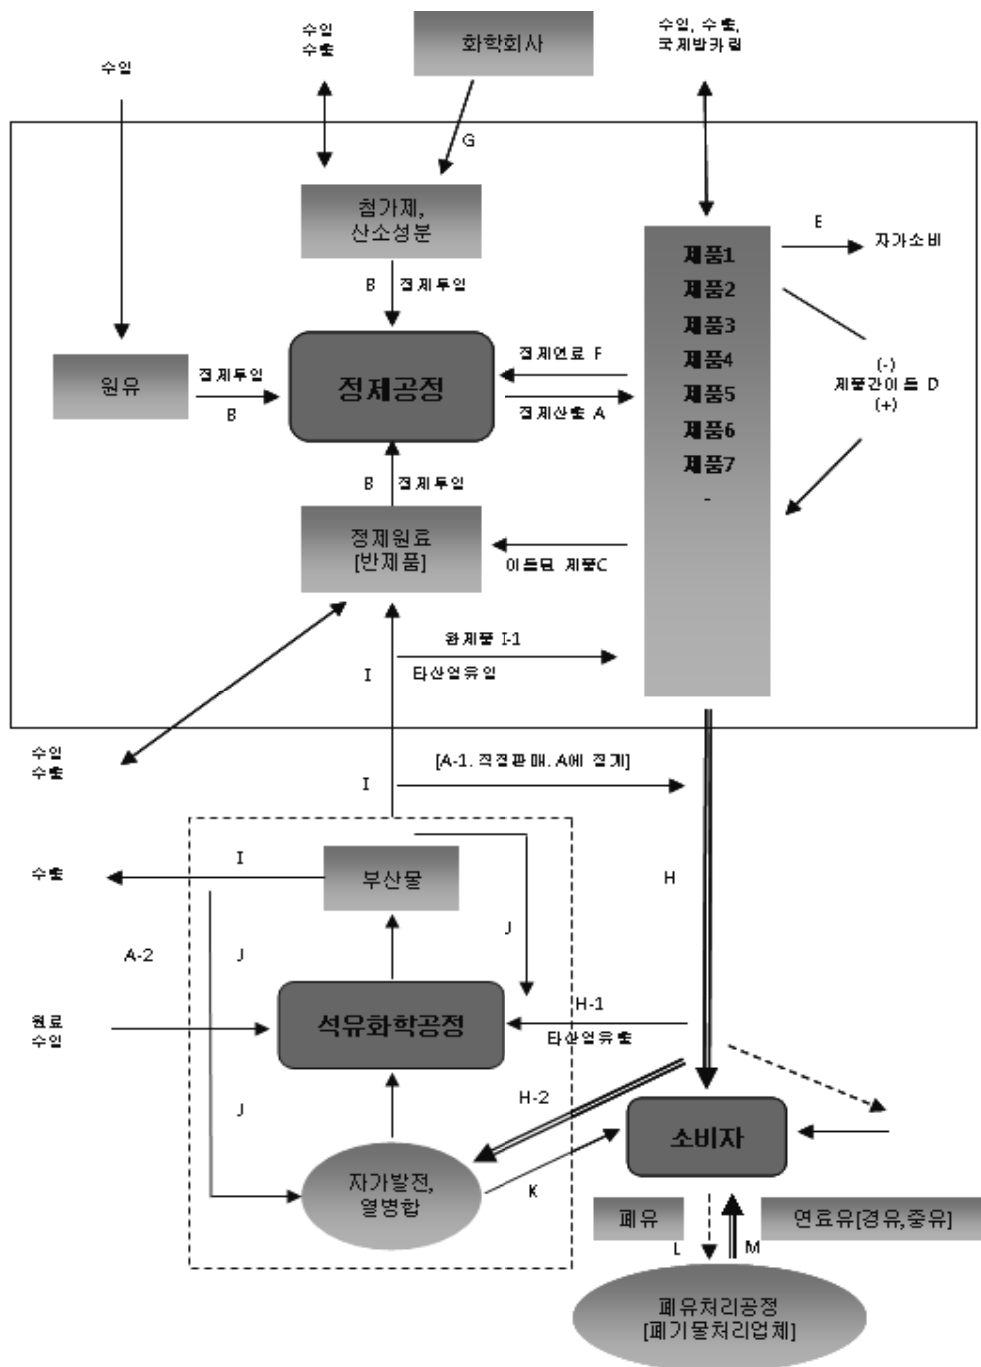 수입
수입
수출
화학회사
수입, 수출,
국제방카링
G
첨가제,
산소성분
B 정제투입
제품1
제품2
제품3
제품4
제품5
제품6
제품7
-
E
자가소비
(-)
제품간이동 D
(+)
원유
정제투입
B
정제공정
정제연료 F
정제산출 A
B 정제투입
정제원료
[반제품]
이동된 제품C
완제품 I-1
타산업유입
I
수입
수출
[A-1. 직접판매. A에 집계]
I
수출
I
부산물
H
A-2
J
J
원료
수입
석유화학공정
H-1
타산업유출
J
H-2
소비자
자가발전,
열병합
K
폐유
연료유[경유,중유]
L
M
폐유처리공정
[폐기물처리업체]